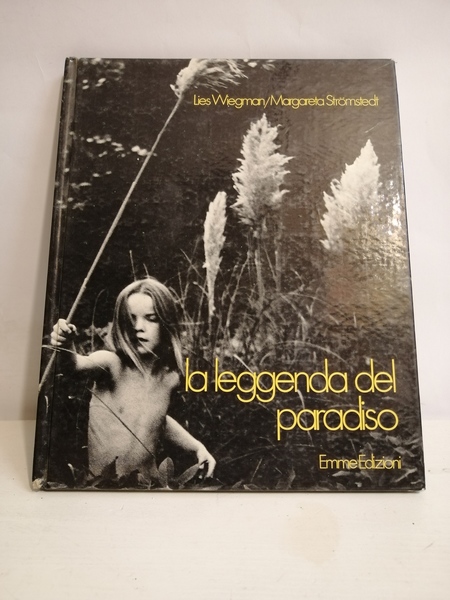 Lies Wiegman/Margareta Strömstedt
la leggenda del
paradiso
Emme Edizioni